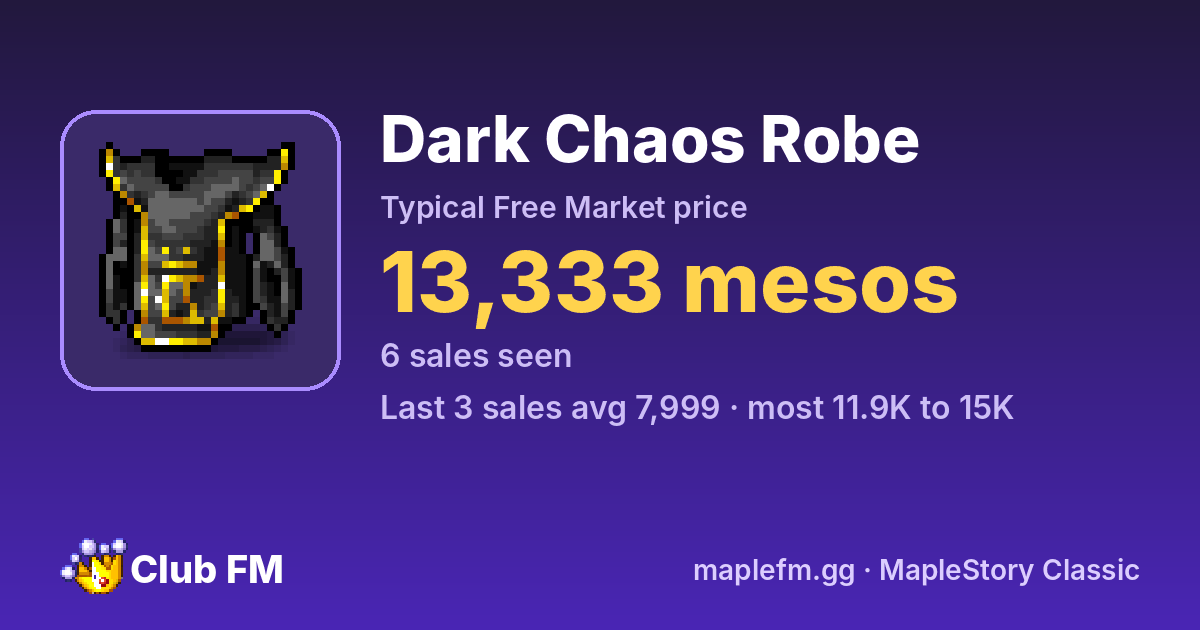 Dark Chaos Robe
Typical Free Market price
13,333 mesos
6 sales seen
Last 3 sales avg 7,999 · most 11.9K to 15K
Club FM
maplefm.gg · MapleStory Classic